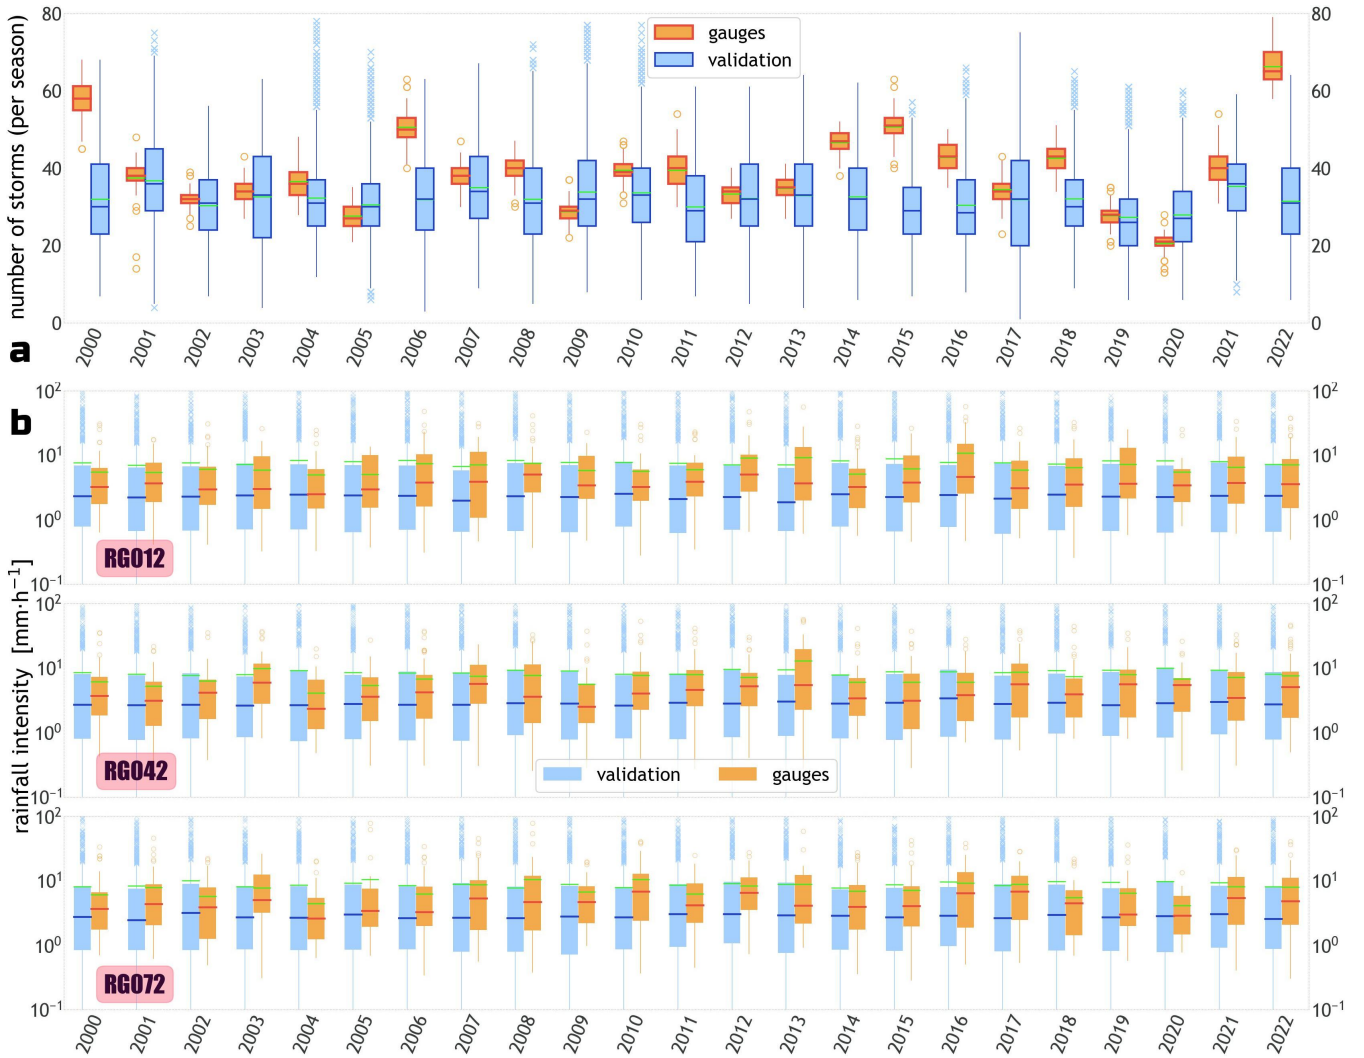 number of storms (per season)
80
60
40
20
0
80
60
40
20
0
gauges
validation
2000 2001 2002 2003 2004 2005 2006 2007 2008 2009 2010 2011 2012 2013 2014 2015 2016 2017 2018 2019 2020 2021 2022
a
b
rainfall intensity [mm·h⁻¹]
10² 10²
10¹ 10¹
10⁰ 10⁰
RG012
10⁻¹ 10⁻¹
10² 10²
10¹ 10¹
10⁰ 10⁰
RG042
validation gauges
10⁻¹ 10⁻¹
10² 10²
10¹ 10¹
10⁰ 10⁰
RG072
10⁻¹ 10⁻¹
2000 2001 2002 2003 2004 2005 2006 2007 2008 2009 2010 2011 2012 2013 2014 2015 2016 2017 2018 2019 2020 2021 2022